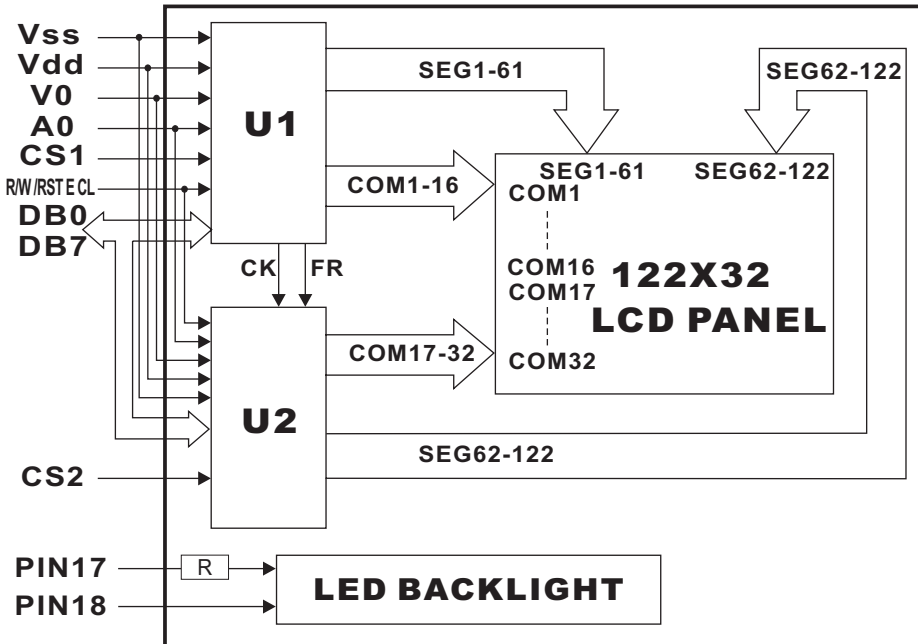 Vss
Vdd
V0
A0
CS1
R/W/RST E CL
DB0
DB7
CS2
PIN17
PIN18
U1
CK
FR
U2
R
SEG1-61
SEG62-122
COM1-16
COM17-32
SEG62-122
SEG1-61
SEG62-122
COM1
COM16
COM17
COM32
122X32
LCD PANEL
LED BACKLIGHT